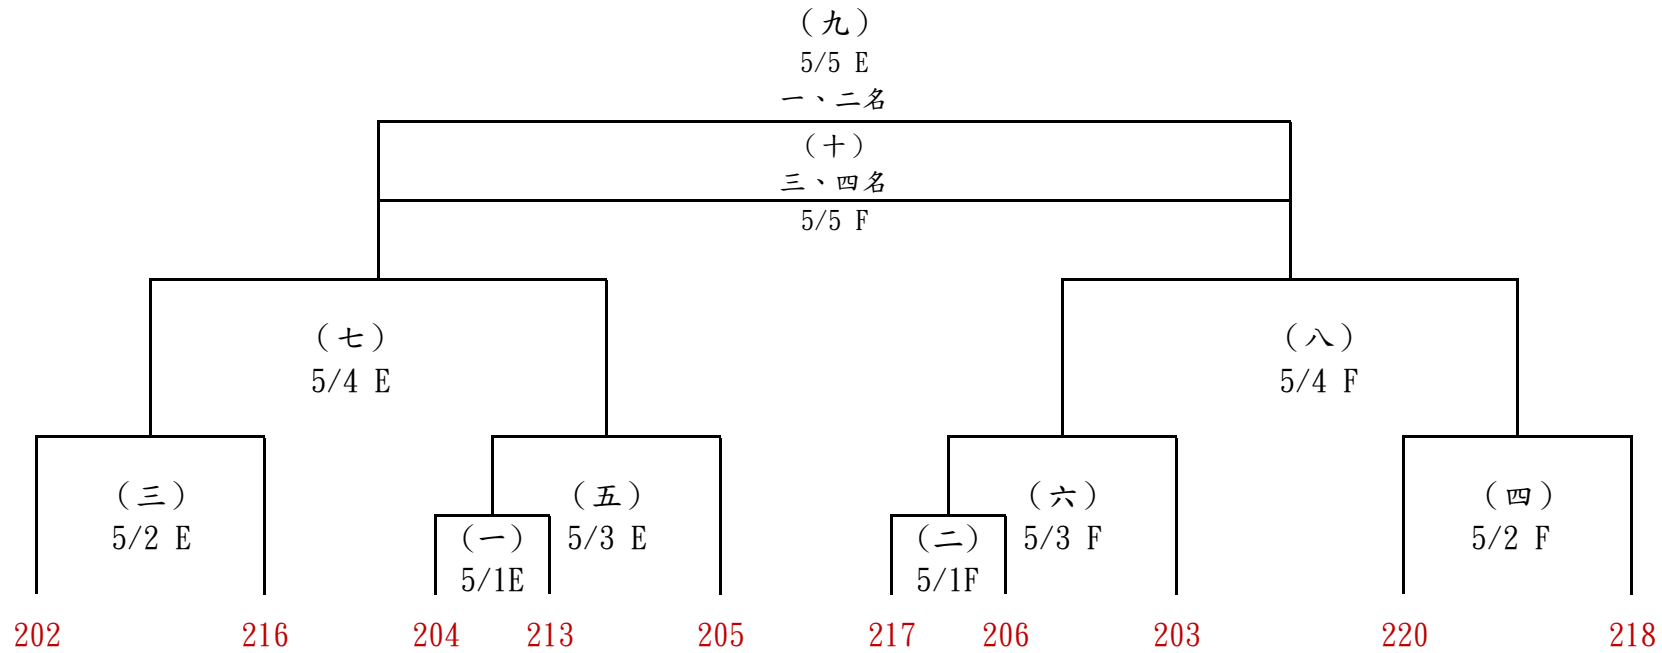 （九）
5/5 E
一、二名
（十）
三、四名
5/5 F
（七）
5/4 E
（八）
5/4 F
（三）
5/2 E
（一）
5/1E
（五）
5/3 E
（二）
5/1F
（六）
5/3 F
（四）
5/2 F
202 216 204 213 205 217 206 203 220 218